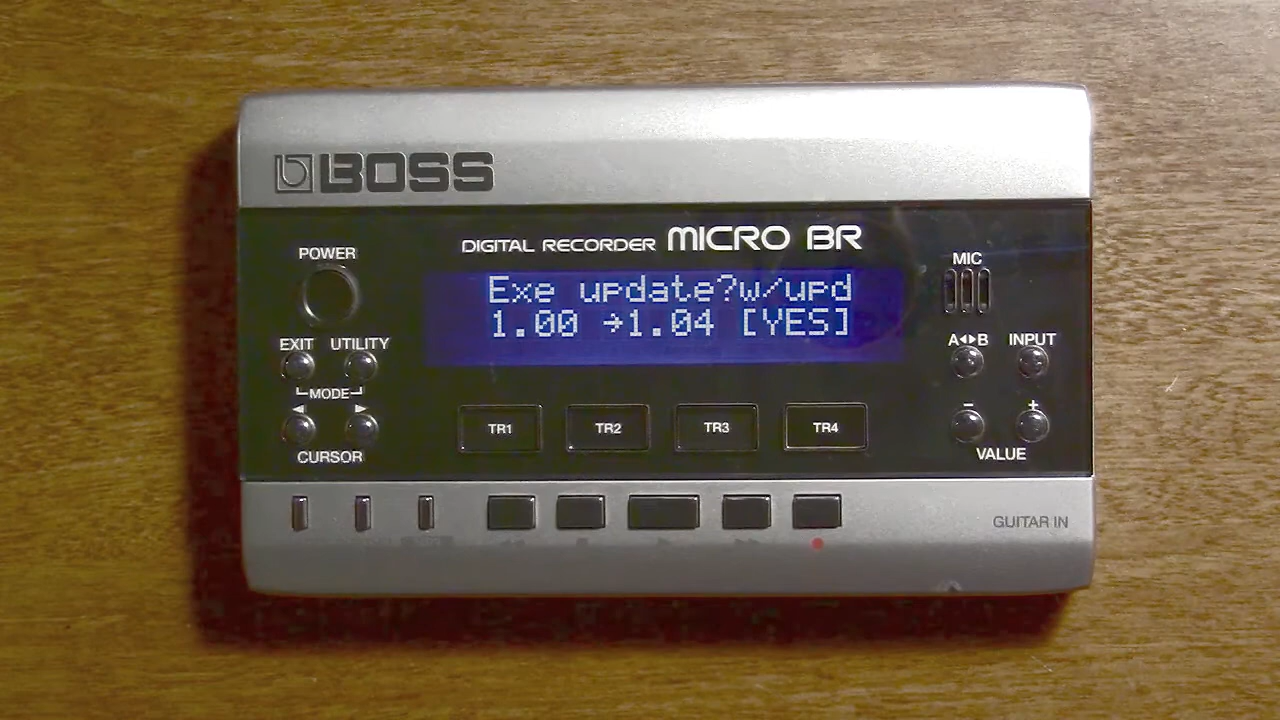 BOSS
DIGITAL RECORDER MICRO BR
POWER
MIC
Exe update?w/upd
1.00 →1.04 [YES]
EXIT UTILITY
A◄►B INPUT
MODE
◄ ►
− +
TR1 TR2 TR3 TR4
CURSOR
VALUE
GUITAR IN